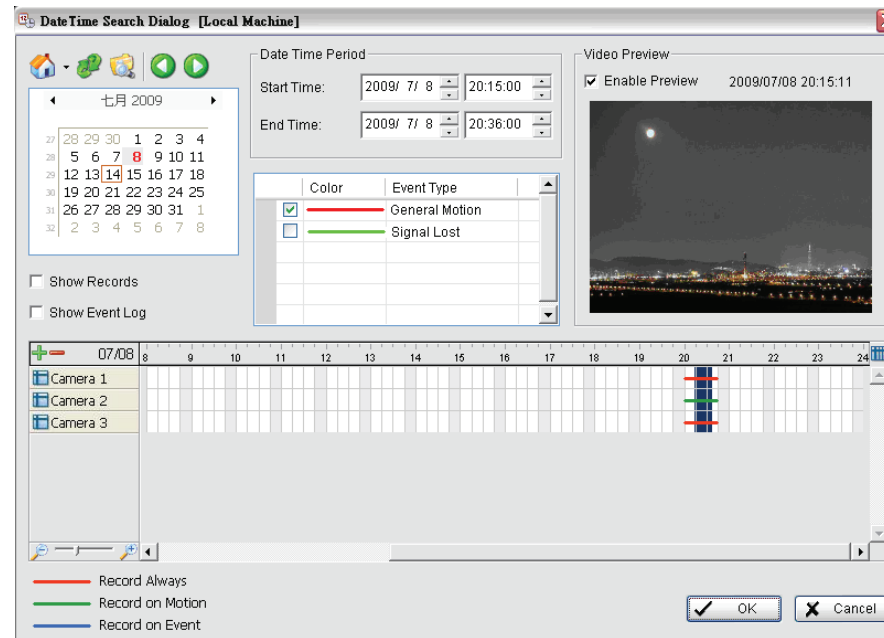 DateTime Search Dialog [Local Machine]
Date Time Period
Start Time: 2009/ 7/ 8 20:15:00
End Time: 2009/ 7/ 8 20:36:00
Video Preview
Enable Preview 2009/07/08 20:15:11
七月 2009
27 28 29 30 1 2 3 4
28 5 6 7 8 9 10 11
29 12 13 14 15 16 17 18
30 19 20 21 22 23 24 25
31 26 27 28 29 30 31 1
32 2 3 4 5 6 7 8
Color Event Type
General Motion
Signal Lost
Show Records
Show Event Log
07/08 8 9 10 11 12 13 14 15 16 17 18 19 20 21 22 23 24
Camera 1
Camera 2
Camera 3
Record Always
Record on Motion
Record on Event
OK
Cancel